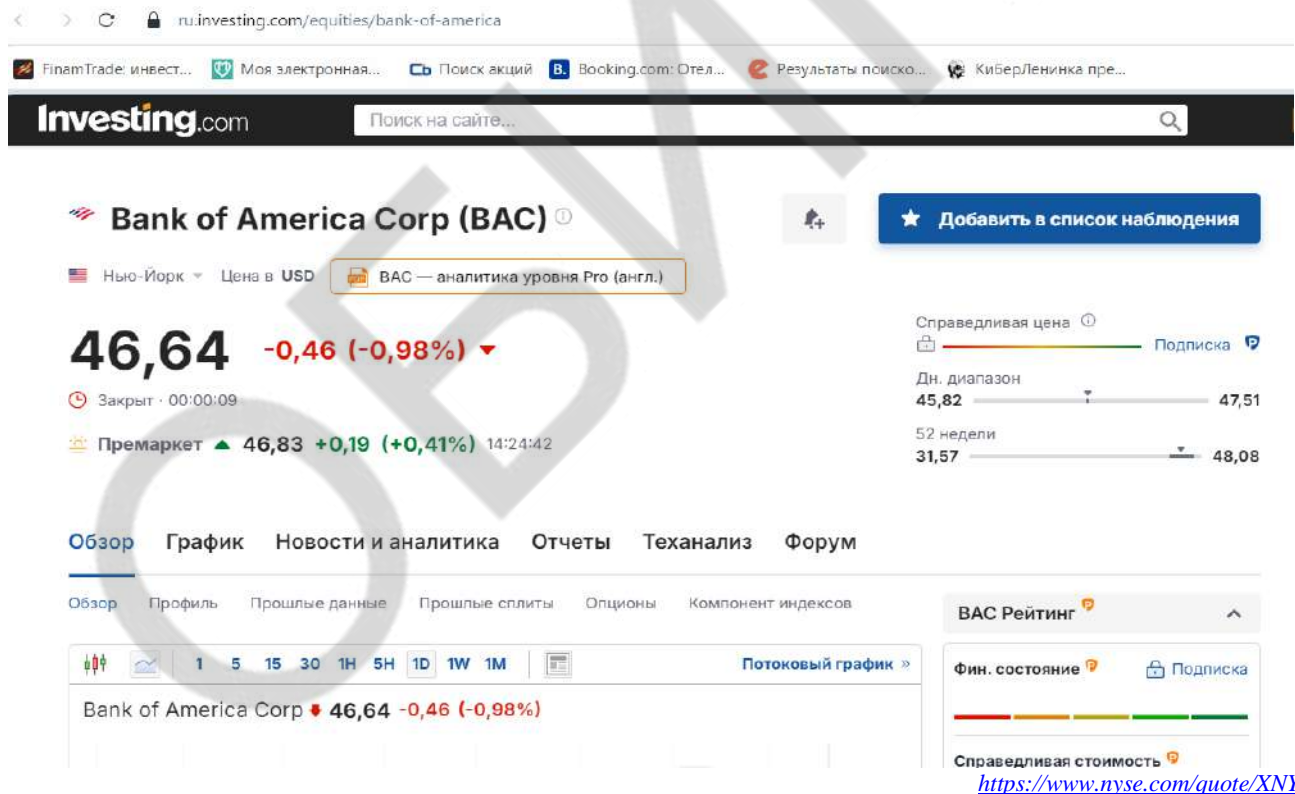 ru.investing.com/equities/bank-of-america
FinamTrade: инвест... Моя электронная... Сь Поиск акций B. Booking.com: Отел... Результаты поиско... КиберЛенинка пре...
Investing.com Поиск на сайте...
Bank of America Corp (BAC)
Добавить в список наблюдения
Нью-Йорк Цена в USD BAC — аналитика уровня Pro (англ.)
46,64 -0,46 (-0,98%)
Справедливая цена
Подписка
Закрыт · 00:00:09
Дн. диапазон
45,82 47,51
Премаркет 46,83 +0,19 (+0,41%) 14:24:42
52 недели
31,57 48,08
Обзор График Новости и аналитика Отчеты Теханализ Форум
Обзор Профиль Прошлые данные Прошлые сплиты Опционы Компонент индексов
BAC Рейтинг
1 5 15 30 1H 5H 1D 1W 1M Потоковый график »
Фин. состояние Подписка
Bank of America Corp 46,64 -0,46 (-0,98%)
Справедливая стоимость
https://www.nyse.com/quote/XNY